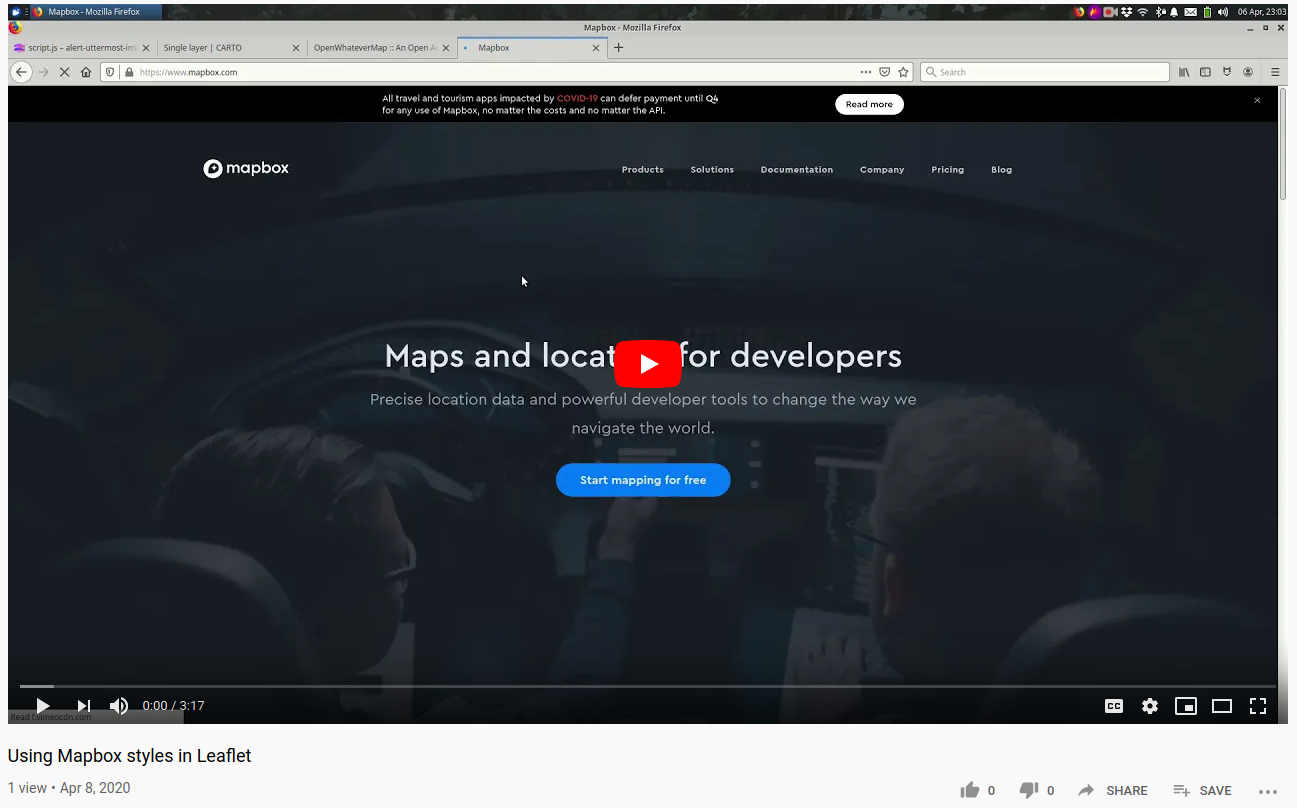 Mapbox - Mozilla Firefox
06 Apr, 23:03
Mapbox - Mozilla Firefox
script.js – alert-uttermost-ins
Single layer | CARTO
OpenWhateverMap :: An Open A
Mapbox
https://www.mapbox.com
Search
All travel and tourism apps impacted by COVID-19 can defer payment until Q4
for any use of Mapbox, no matter the costs and no matter the API.
Read more
mapbox
Products
Solutions
Documentation
Company
Pricing
Blog
Maps and locat for developers
Precise location data and powerful developer tools to change the way we
navigate the world.
Start mapping for free
0:00 / 3:17
CC
Read f.vimeocdn.com
Using Mapbox styles in Leaflet
1 view • Apr 8, 2020
0
0
SHARE
SAVE